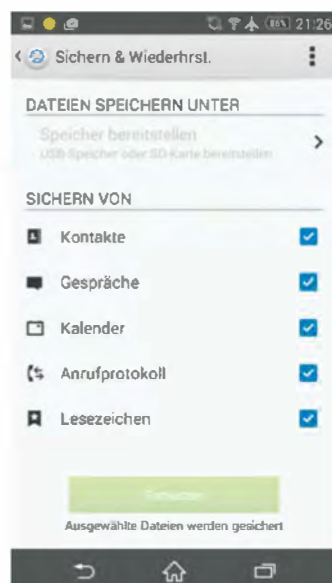 86% 21:26
Sichern & Wiederhrst.
DATEIEN SPEICHERN UNTER
Speicher bereitstellen
USB-Speicher oder SD-Karte bereitstellen
SICHERN VON
Kontakte
Gespräche
Kalender
Anrufprotokoll
Lesezeichen
Ausgewählte Dateien werden gesichert